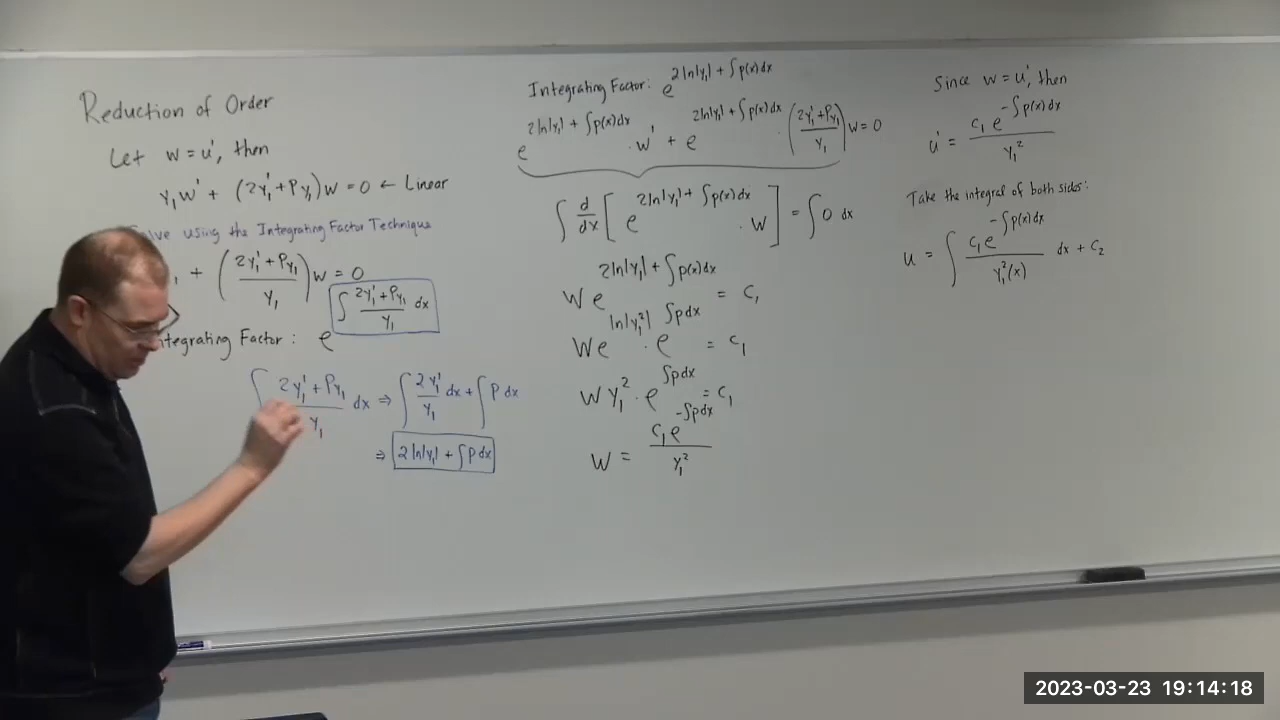 Reduction of Order
Let w = u', then
y₁w' + (2y₁' + Py₁)w = 0 ← Linear
Using the Integrating Factor Technique
+ ((2y₁' + Py₁)/y₁)w = 0
Factor: e^[∫ (2y₁' + Py₁)/y₁ dx]
∫ (2y₁' + Py₁)/y₁ dx ⇒ ∫ 2y₁'/y₁ dx + ∫ P dx
⇒ 2ln|y₁| + ∫P dx
Integrating Factor: e^(2ln|y₁| + ∫p(x)dx)
e^(2ln|y₁| + ∫p(x)dx) · w' + e^(2ln|y₁| + ∫p(x)dx) · ((2y₁' + Py₁)/y₁)w = 0
∫ d/dx [e^(2ln|y₁| + ∫p(x)dx) · w] = ∫0 dx
We^(2ln|y₁| + ∫p(x)dx) = c₁
We^(ln|y₁²|) · e^(∫pdx) = c₁
Wy₁² · e^(∫pdx) = c₁
W = c₁e^(-∫pdx)/y₁²
Since w = u', then
u' = c₁e^(-∫p(x)dx)/y₁²
Take the integral of both sides:
u = ∫ c₁e^(-∫p(x)dx)/y₁²(x) dx + c₂
2023-03-23 19:14:18